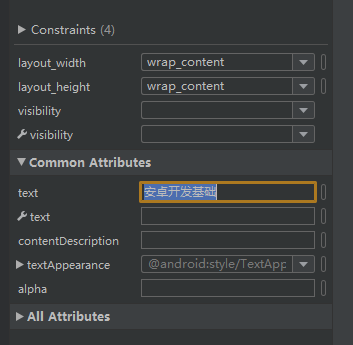 Constraints (4)
layout_width wrap_content
layout_height wrap_content
visibility
visibility
Common Attributes
text 安卓开发基础
text
contentDescription
textAppearance @android:style/TextApp
alpha
All Attributes